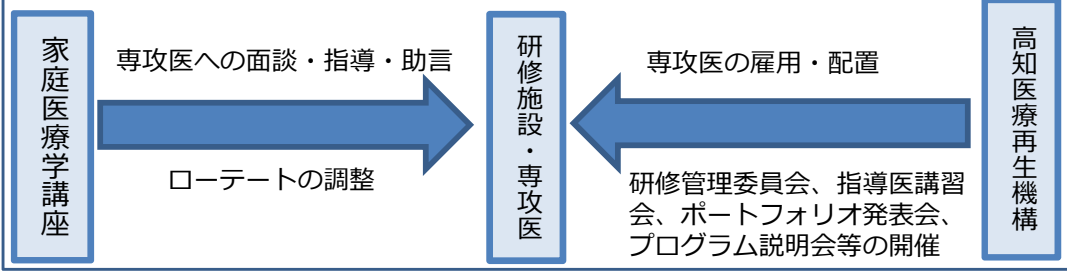 家庭医療学講座
専攻医への面談・指導・助言
ローテートの調整
研修施設・専攻医
専攻医の雇用・配置
研修管理委員会、指導医講習
会、ポートフォリオ発表会、
プログラム説明会等の開催
高知医療再生機構